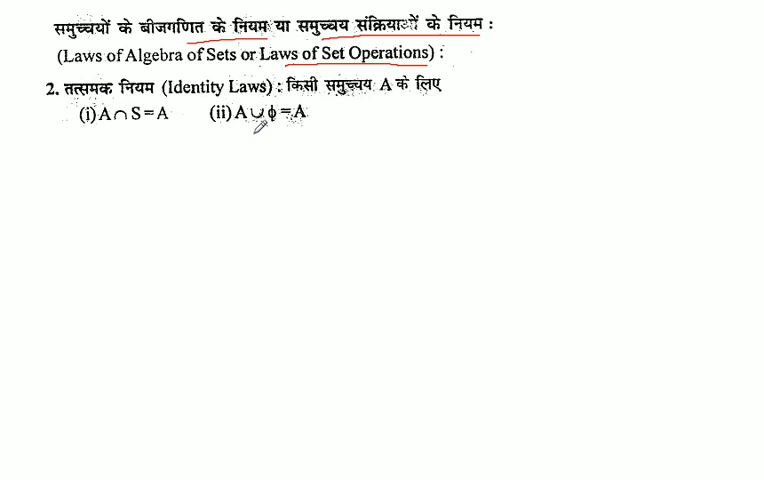 समुच्चयों के बीजगणित के नियम या समुच्चय संक्रियाओं के नियम :
(Laws of Algebra of Sets or Laws of Set Operations) :
2. तत्समक नियम (Identity Laws) : किसी समुच्चय A के लिए
(i) A ∩ S = A (ii) A ∪ ϕ = A